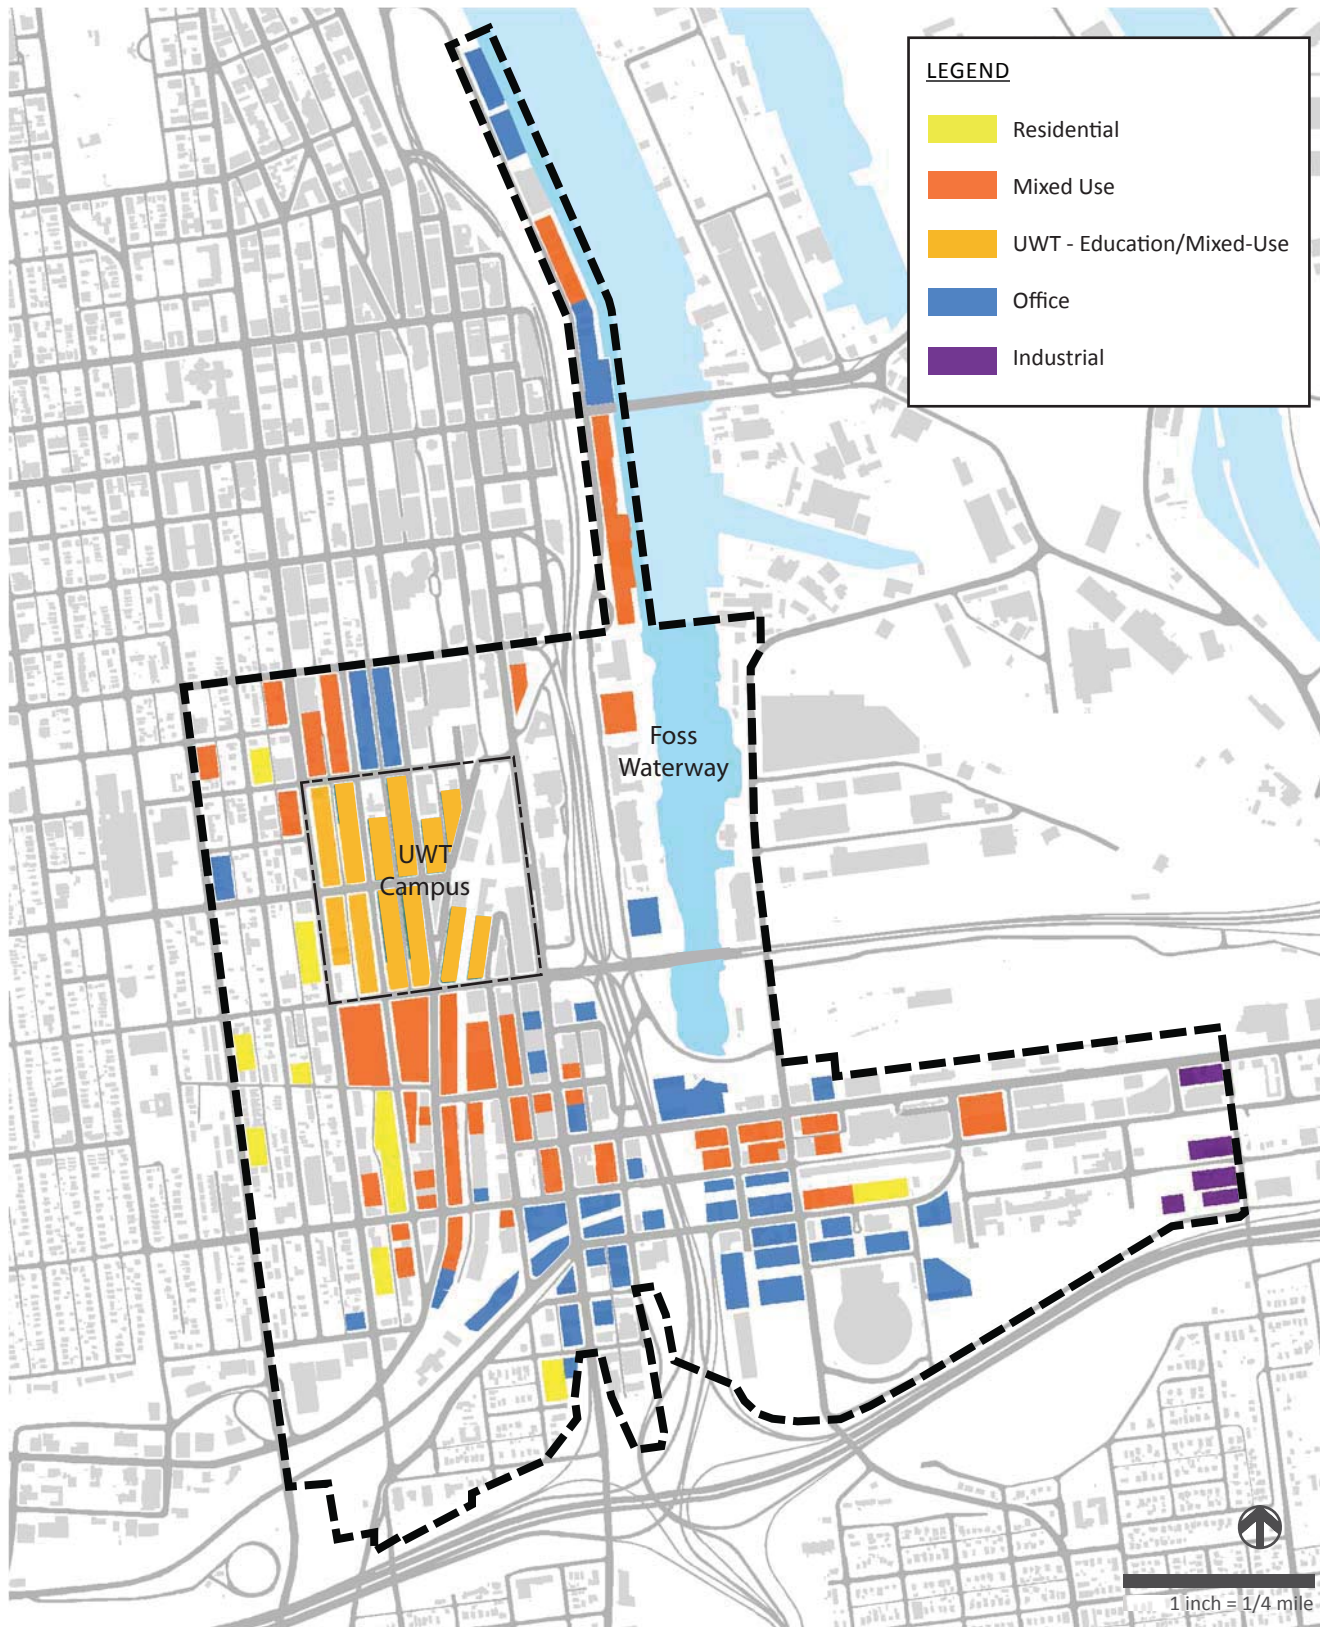 LEGEND
Residential
Mixed Use
UWT - Education/Mixed-Use
Office
Industrial
Foss
Waterway
UWT
Campus
1 inch = 1/4 mile